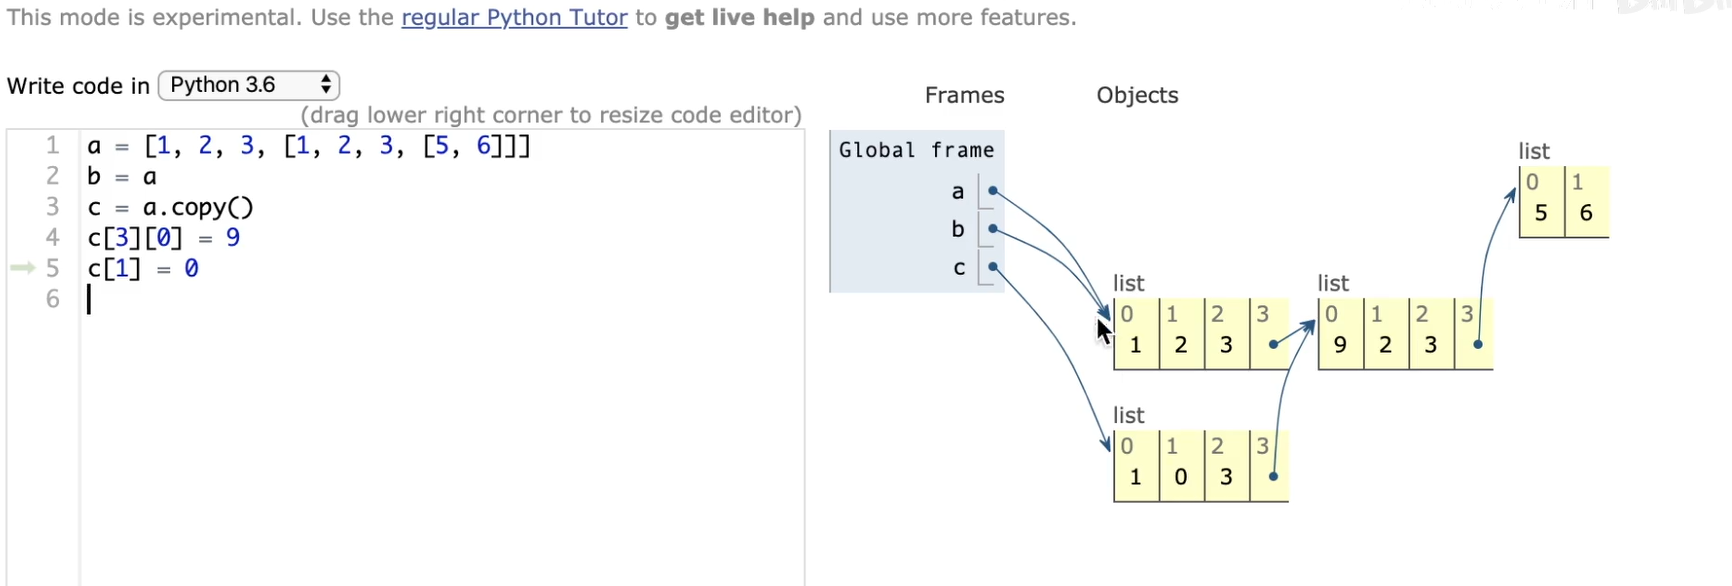 This mode is experimental. Use the regular Python Tutor to get live help and use more features.
Write code in Python 3.6
(drag lower right corner to resize code editor)
1 a = [1, 2, 3, [1, 2, 3, [5, 6]]]
2 b = a
3 c = a.copy()
4 c[3][0] = 9
5 c[1] = 0
6
Frames Objects
Global frame
a
b
c
list
0 1
5 6
list
0 1 2 3
1 2 3
list
0 1 2 3
9 2 3
list
0 1 2 3
1 0 3